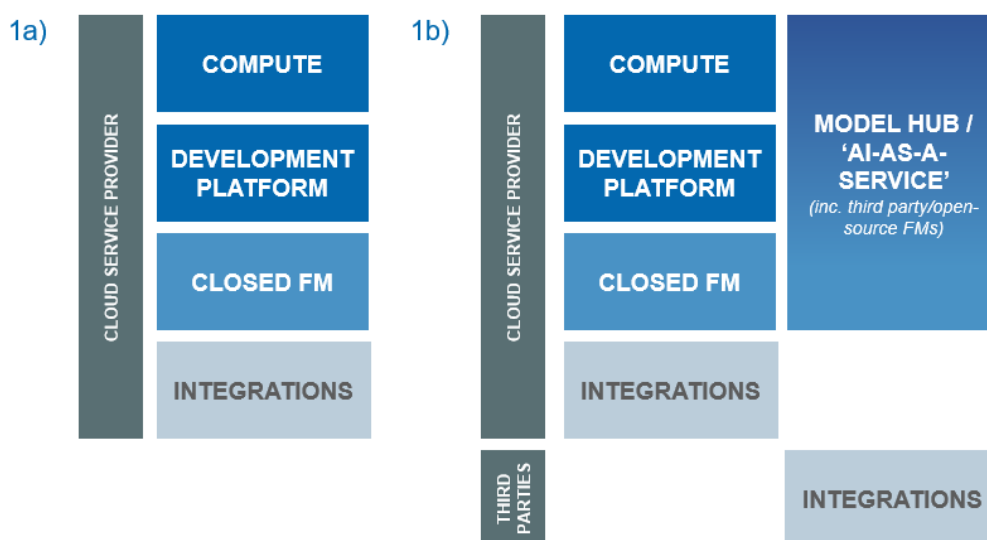 1a)
CLOUD SERVICE PROVIDER
COMPUTE
DEVELOPMENT
PLATFORM
CLOSED FM
INTEGRATIONS
1b)
CLOUD SERVICE PROVIDER
COMPUTE
DEVELOPMENT
PLATFORM
CLOSED FM
INTEGRATIONS
MODEL HUB /
‘AI-AS-A-
SERVICE’
(inc. third party/open-
source FMs)
THIRD
PARTIES
INTEGRATIONS